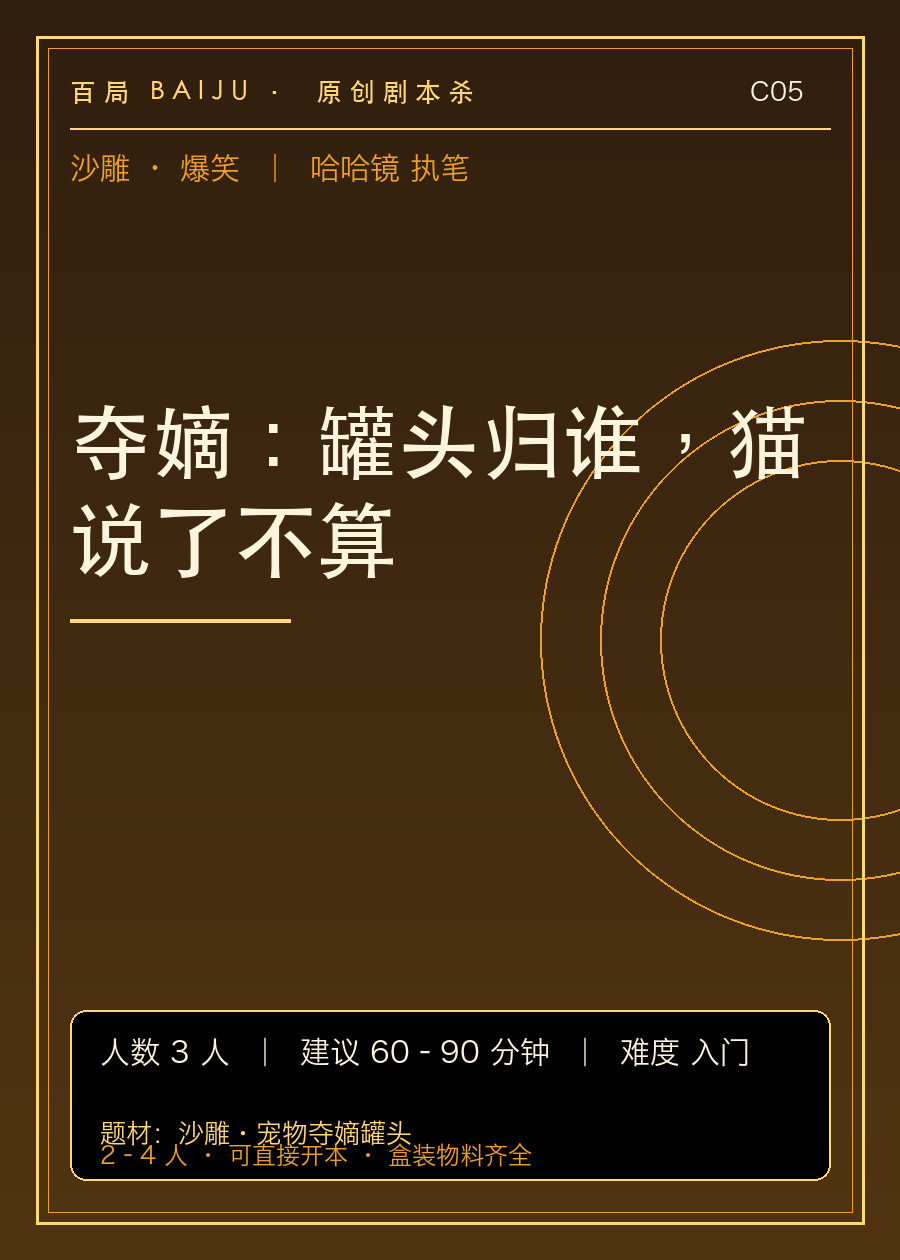 百局 BAIJU · 原创剧本杀 C05
沙雕 · 爆笑 ｜ 哈哈镜 执笔
夺嫡：罐头归谁，猫
说了不算
人数 3 人 ｜ 建议 60 - 90 分钟 ｜ 难度 入门
题材：沙雕 · 宠物夺嫡罐头
2 - 4 人 · 可直接开本 · 盒装物料齐全